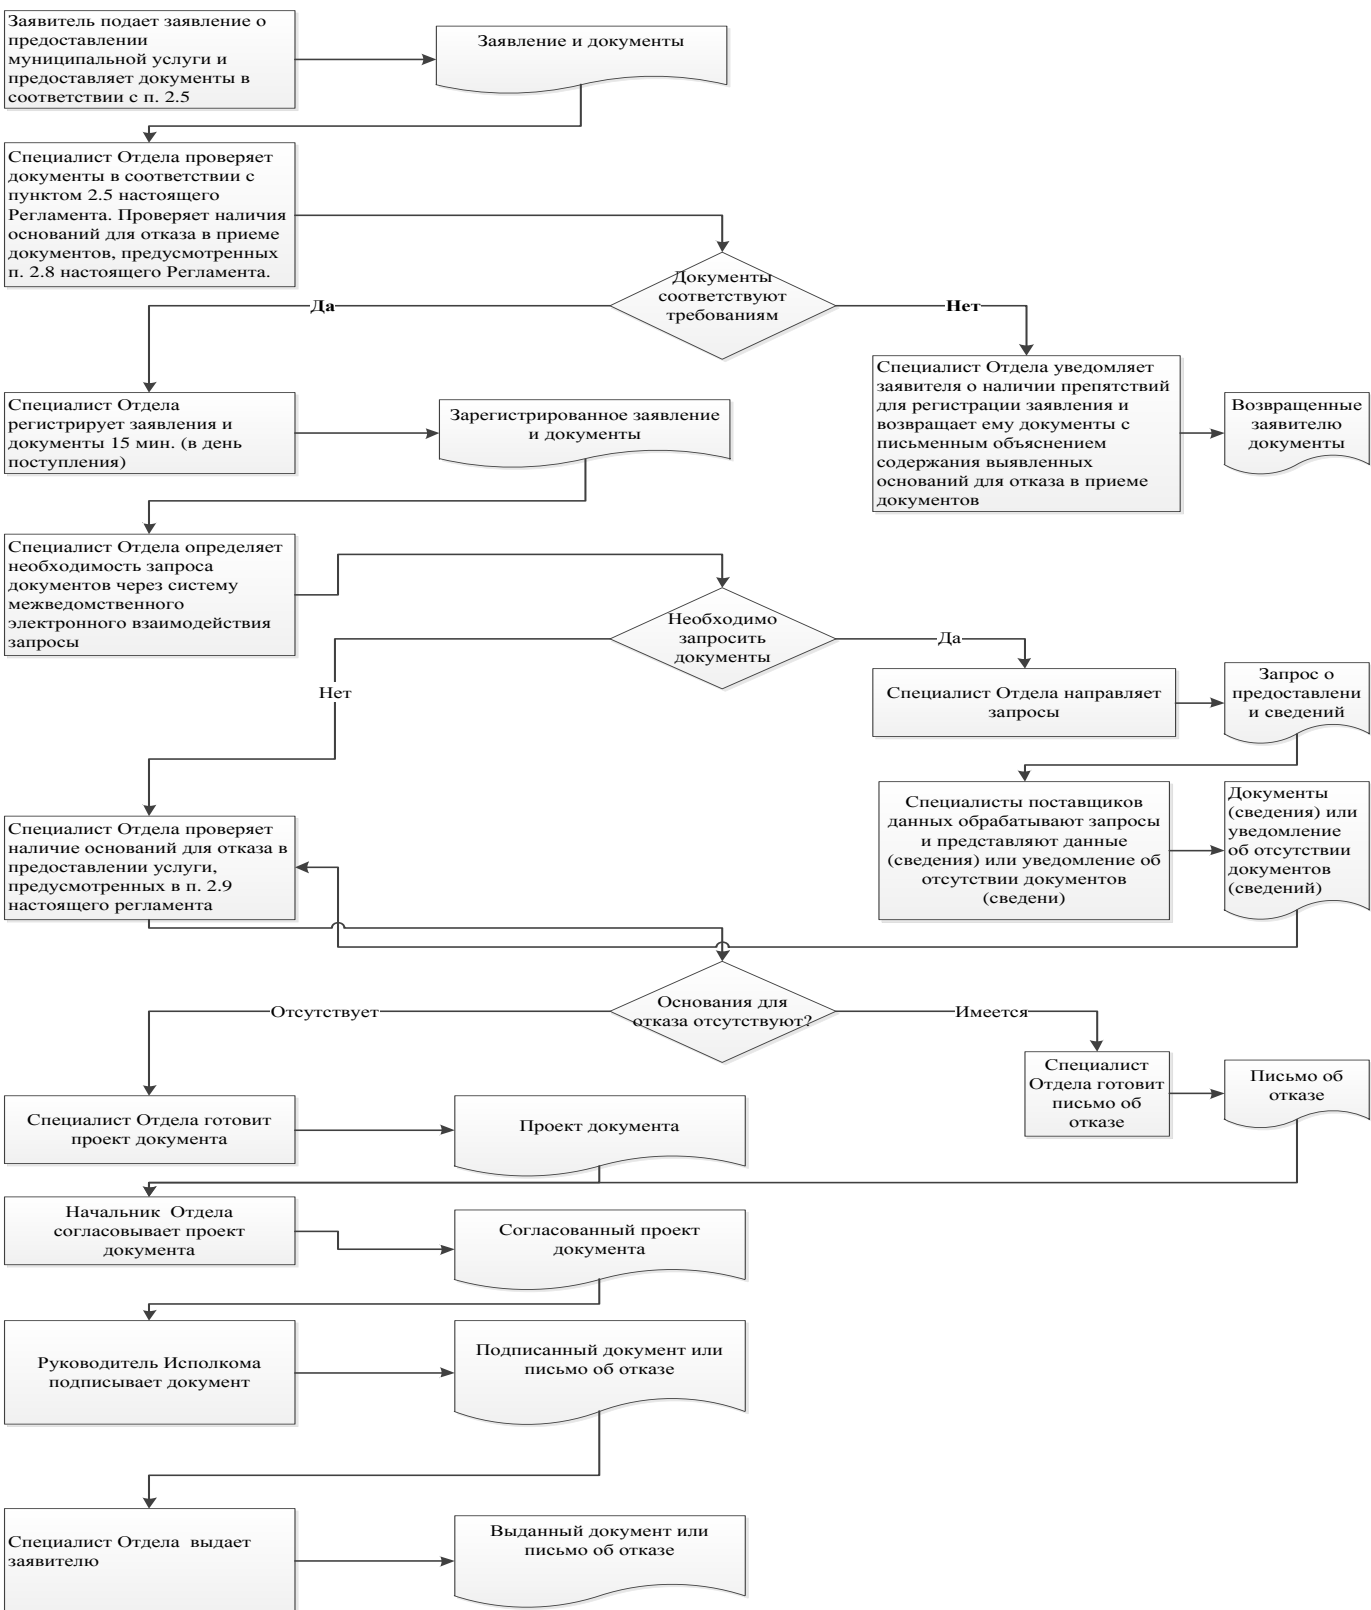 Заявитель подает заявление о
предоставлении
муниципальной услуги и
предоставляет документы в
соответствии с п. 2.5
Заявление и документы
Специалист Отдела проверяет
документы в соответствии с
пунктом 2.5 настоящего
Регламента. Проверяет наличия
оснований для отказа в приеме
документов, предусмотренных
п. 2.8 настоящего Регламента.
Документы
соответствуют
требованиям
Да
Нет
Специалист Отдела
регистрирует заявления и
документы 15 мин. (в день
поступления)
Зарегистрированное заявление
и документы
Специалист Отдела уведомляет
заявителя о наличии препятствий
для регистрации заявления и
возвращает ему документы с
письменным объяснением
содержания выявленных
оснований для отказа в приеме
документов
Возвращенные
заявителю
документы
Специалист Отдела определяет
необходимость запроса
документов через систему
межведомственного
электронного взаимодействия
запросы
Необходимо
запросить
документы
Да
Нет
Специалист Отдела направляет
запросы
Запрос о
предоставлени
и сведений
Специалисты поставщиков
данных обрабатывают запросы
и представляют данные
(сведения) или уведомление об
отсутствии документов
(сведени)
Документы
(сведения) или
уведомление
об отсутствии
документов
(сведений)
Специалист Отдела проверяет
наличие оснований для отказа в
предоставлении услуги,
предусмотренных в п. 2.9
настоящего регламента
Основания для
отказа отсутствуют?
Отсутствует
Имеется
Специалист
Отдела готовит
письмо об
отказе
Письмо об
отказе
Специалист Отдела готовит
проект документа
Проект документа
Начальник  Отдела
согласовывает проект
документа
Согласованный проект
документа
Руководитель Исполкома
подписывает документ
Подписанный документ или
письмо об отказе
Специалист Отдела  выдает
заявителю
Выданный документ или
письмо об отказе